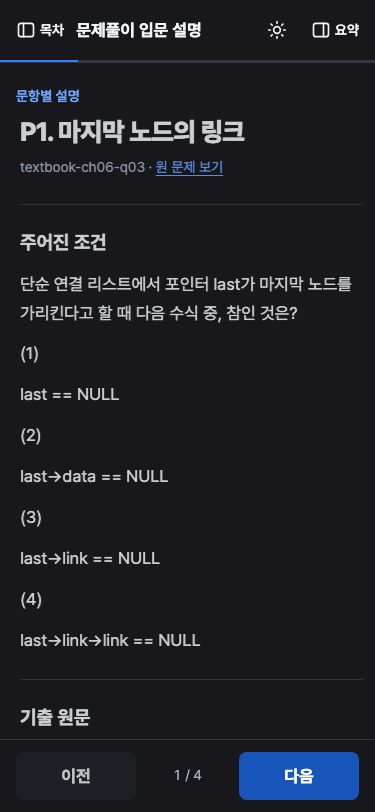 목차 문제풀이 입문 설명 요약
문항별 설명
P1. 마지막 노드의 링크
textbook-ch06-q03 · 원 문제 보기
주어진 조건
단순 연결 리스트에서 포인터 last가 마지막 노드를
가리킨다고 할 때 다음 수식 중, 참인 것은?
(1)
last == NULL
(2)
last→data == NULL
(3)
last→link == NULL
(4)
last→link→link == NULL
기출 원문
이전 1 / 4 다음